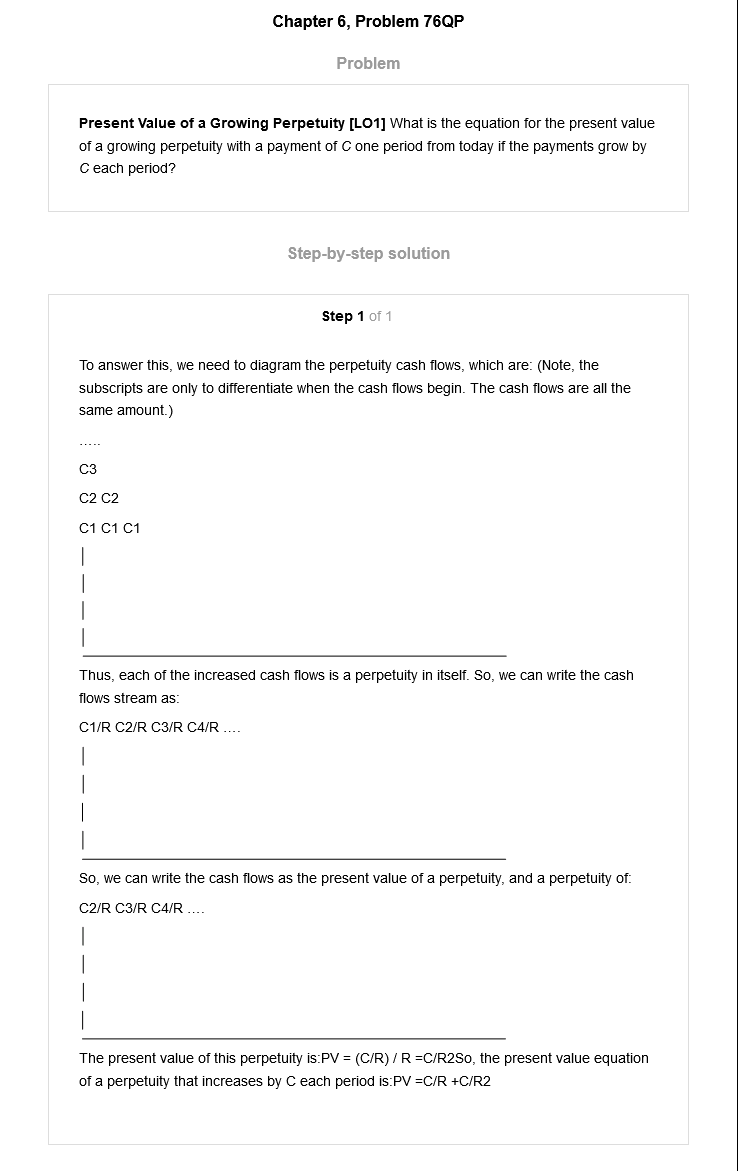 Chapter 6, Problem 76QP
Problem
Present Value of a Growing Perpetuity [LO1] What is the equation for the present value
of a growing perpetuity with a payment of C one period from today if the payments grow by
C each period?
Step-by-step solution
Step 1 of 1
To answer this, we need to diagram the perpetuity cash flows, which are: (Note, the
subscripts are only to differentiate when the cash flows begin. The cash flows are all the
same amount.)
.....
C3
C2 C2
C1 C1 C1
Thus, each of the increased cash flows is a perpetuity in itself. So, we can write the cash
flows stream as:
C1/R C2/R C3/R C4/R ....
So, we can write the cash flows as the present value of a perpetuity, and a perpetuity of:
C2/R C3/R C4/R ....
The present value of this perpetuity is:PV = (C/R) / R =C/R2So, the present value equation
of a perpetuity that increases by C each period is:PV =C/R +C/R2